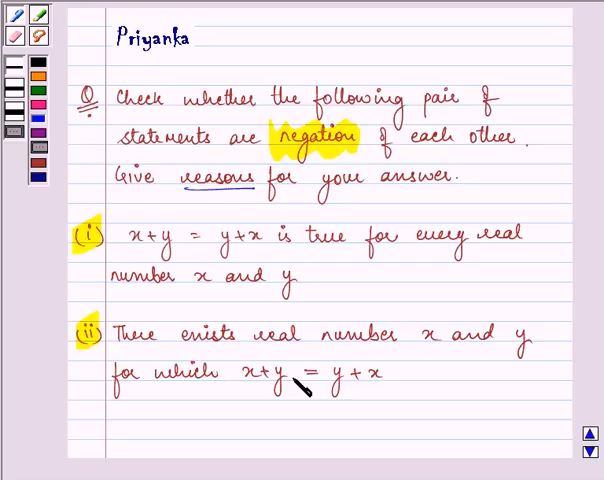 Priyanka
Q Check whether the following pair of
statements are negation of each other.
Give reasons for your answer.
(i) x+y = y+x is true for every real
number x and y
(ii) There exists real number x and y
for which x+y = y+x